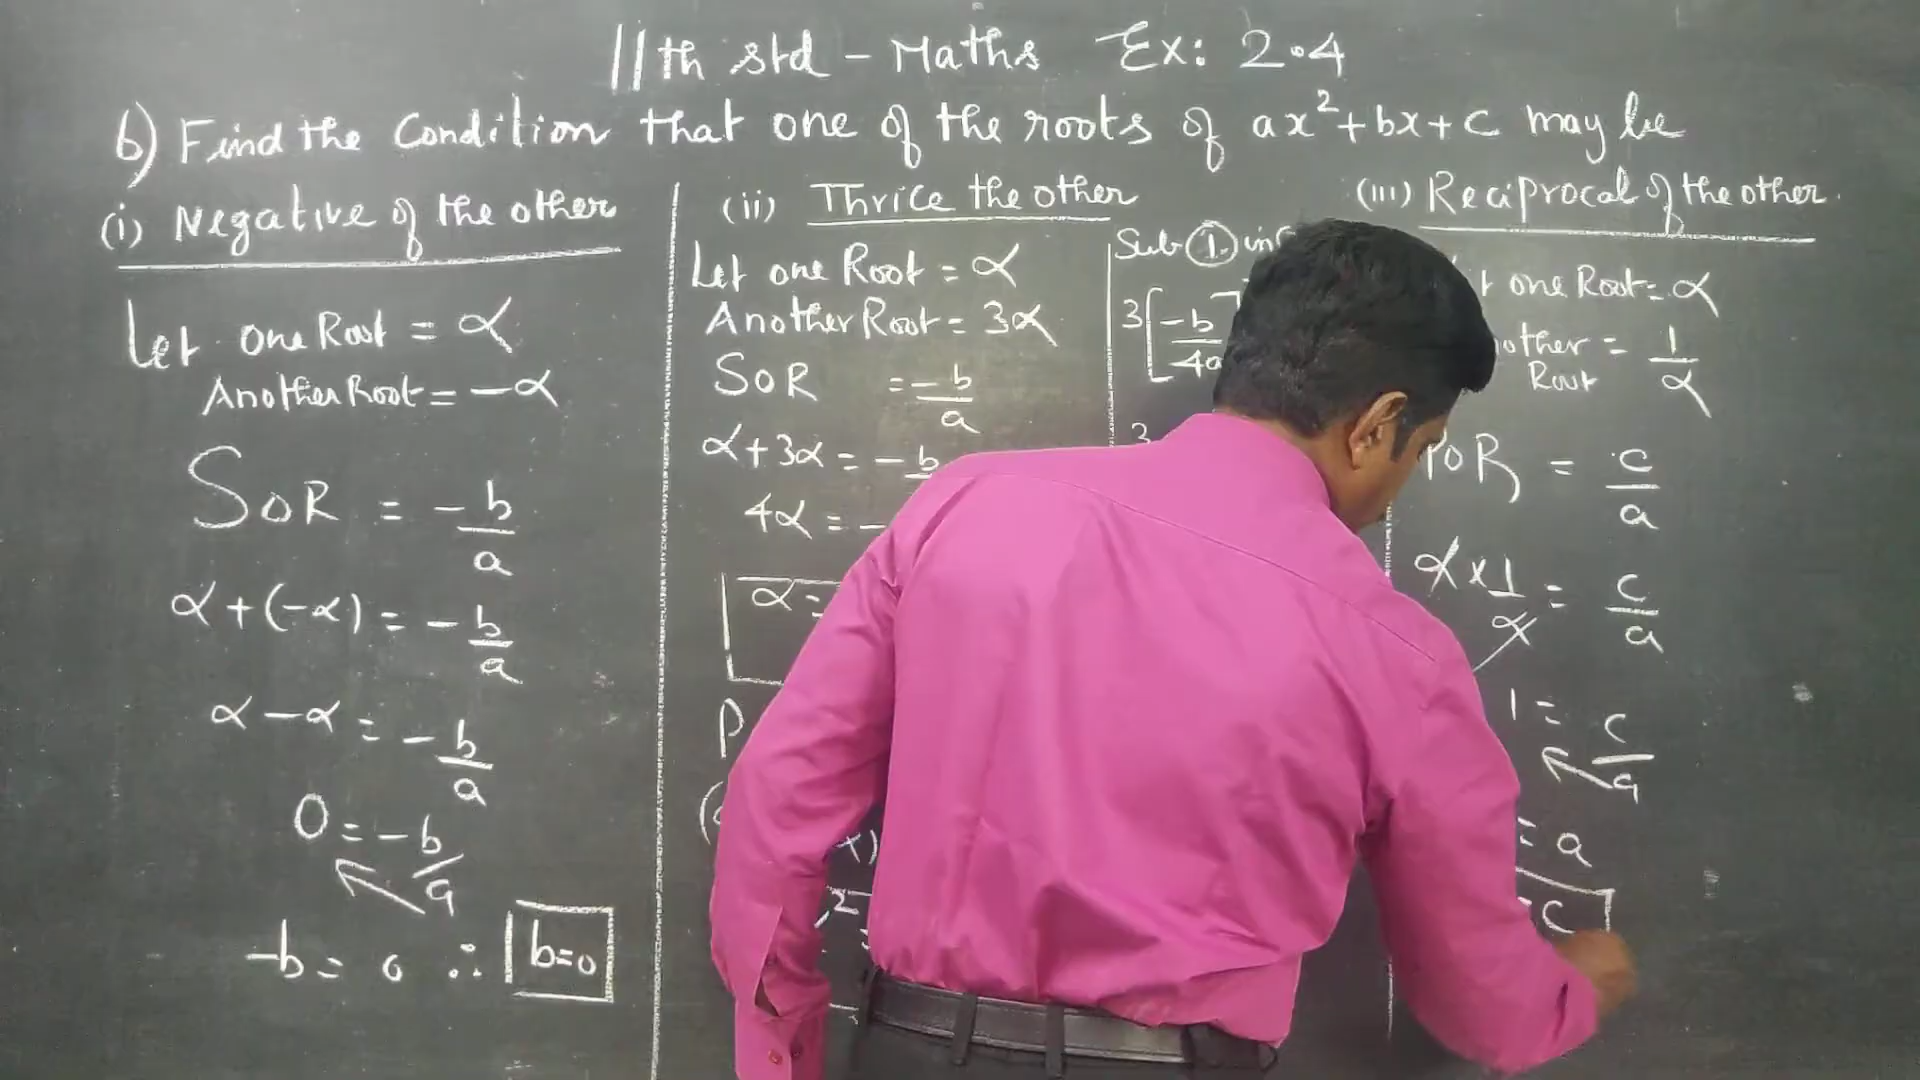 11th std - Maths Ex: 2.4
6) Find the Condition that one of the roots of ax²+bx+c may be
(i) Negative of the other
Let one Root = α
Another Root = -α
SOR = -b/a
α+(-α) = -b/a
α-α = -b/a
0 = -b/a
-b = 0 ∴ b=0
(ii) Thrice the other
Let one Root = α
Another Root = 3α
SOR = -b/a
α+3α = -b
4α = -
α =
P
Sub ① in
3[-b/4a
3
(iii) Reciprocal of the other.
one Root = α
Root = 1/α
POR = c/a
α×1/α = c/a
1 = c/a
= a
= c